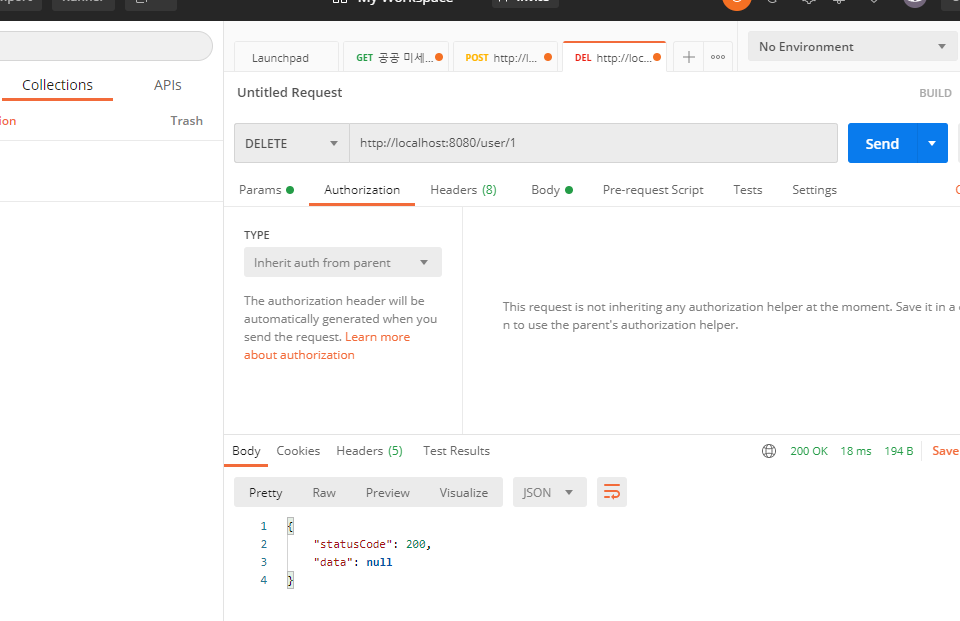 My Workspace
Launchpad
GET 공공 미세...
POST http://l...
DEL http://loc...
No Environment
Collections
APIs
Trash
Untitled Request
BUILD
DELETE
http://localhost:8080/user/1
Send
Params
Authorization
Headers (8)
Body
Pre-request Script
Tests
Settings
TYPE
Inherit auth from parent
The authorization header will be
automatically generated when you
send the request. Learn more
about authorization
This request is not inheriting any authorization helper at the moment. Save it in a
n to use the parent's authorization helper.
Body
Cookies
Headers (5)
Test Results
200 OK
18 ms
194 B
Save
Pretty
Raw
Preview
Visualize
JSON
1 {
2 "statusCode": 200,
3 "data": null
4 }